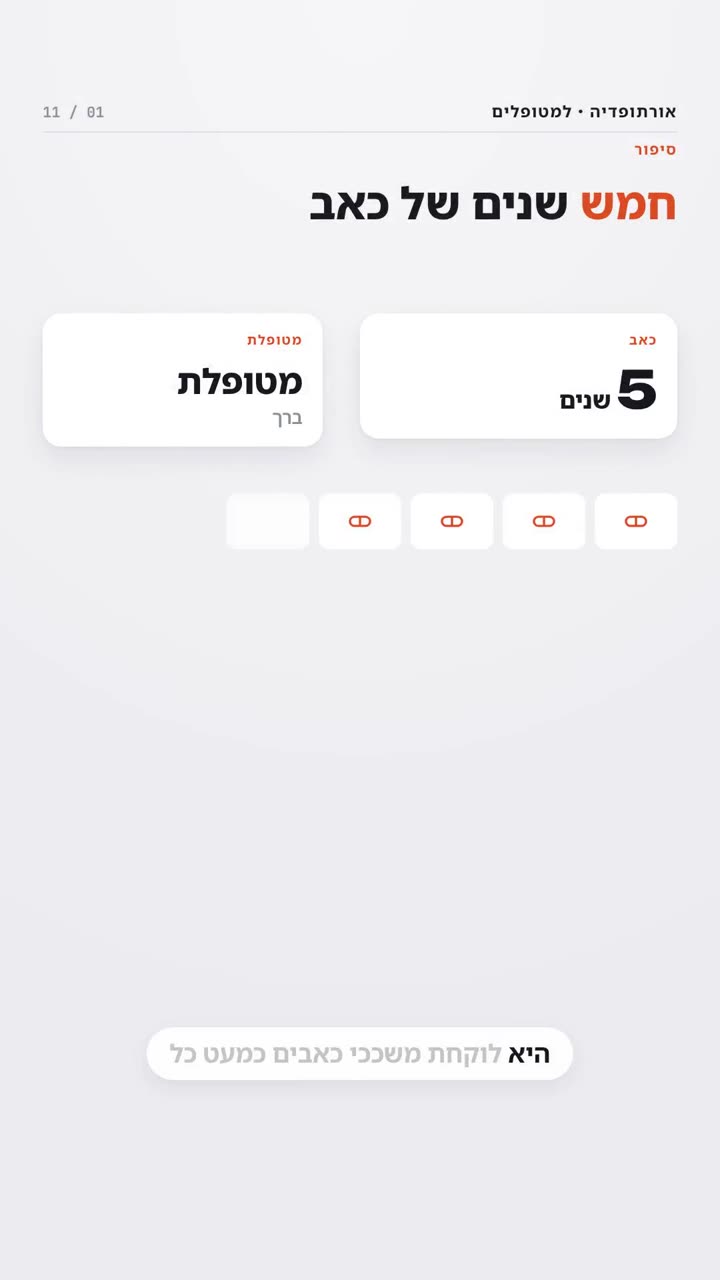 אורתופדיה • למטופלים
01 / 11
סיפור
חמש שנים של כאב
כאב
5 שנים
מטופלת
מטופלת
ברך
היא לוקחת משככי כאבים כמעט כל